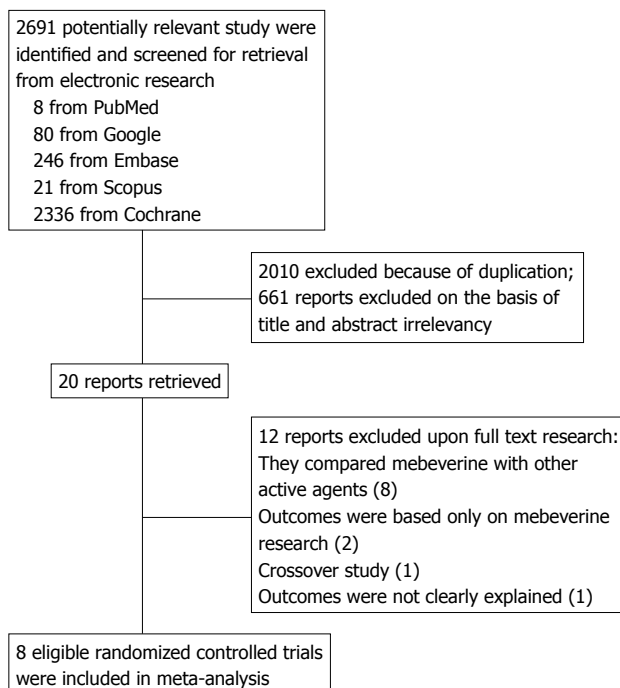 2691 potentially relevant study were
identified and screened for retrieval
from electronic research
8 from PubMed
80 from Google
246 from Embase
21 from Scopus
2336 from Cochrane
2010 excluded because of duplication;
661 reports excluded on the basis of
title and abstract irrelevancy
20 reports retrieved
12 reports excluded upon full text research:
They compared mebeverine with other
active agents (8)
Outcomes were based only on mebeverine
research (2)
Crossover study (1)
Outcomes were not clearly explained (1)
8 eligible randomized controlled trials
were included in meta-analysis